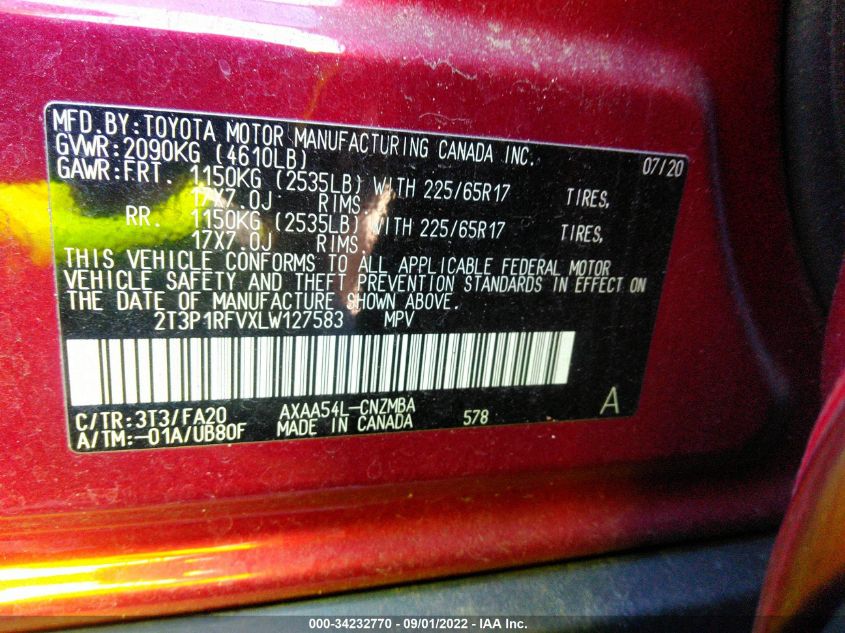 MFD.BY:TOYOTA MOTOR MANUFACTURING CANADA INC. 07/20
GVWR:2090KG (4610LB)
GAWR:FRT. 1150KG (2535LB) WITH 225/65R17 TIRES,
17X7.0J RIMS
RR. 1150KG (2535LB) WITH 225/65R17 TIRES,
17X7.0J RIMS.
THIS VEHICLE CONFORMS TO ALL APPLICABLE FEDERAL MOTOR
VEHICLE SAFETY AND THEFT PREVENTION STANDARDS IN EFFECT ON
THE DATE OF MANUFACTURE SHOWN ABOVE.
2T3P1RFVXLW127583 MPV
C/TR:3T3/FA20 AXAA54L-CNZMBA 578 A
A/TM:-01A/UB80F MADE IN CANADA
000-34232770 - 09/01/2022 - IAA Inc.